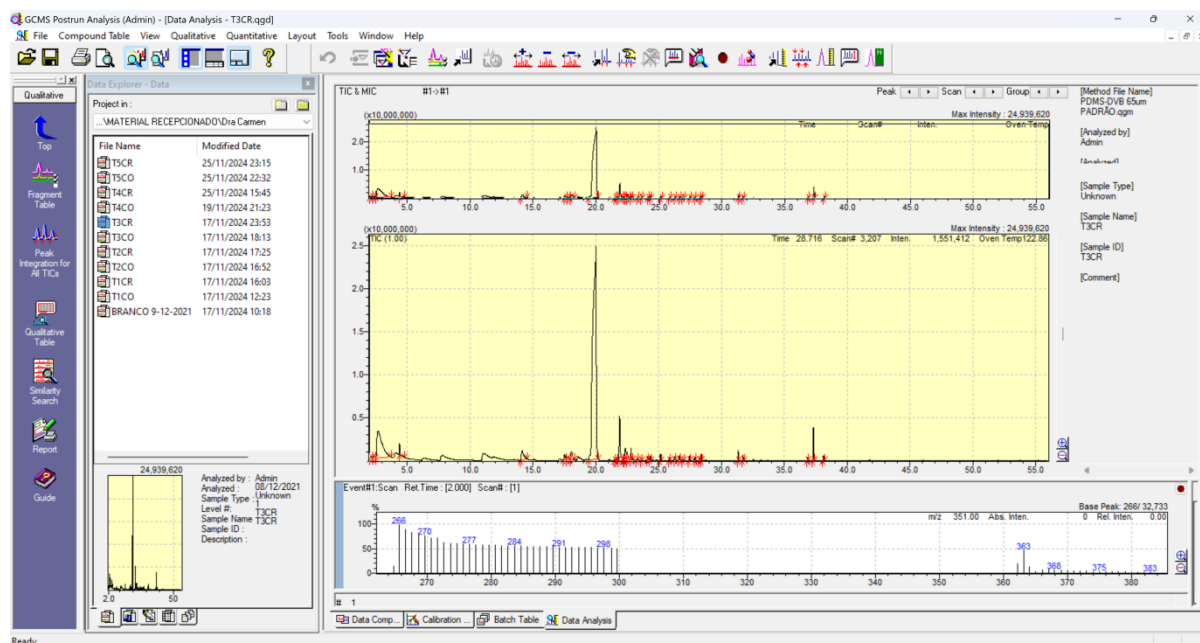 GCMS Postrun Analysis (Admin) - [Data Analysis - T3CR.qgd]
File Compound Table View Qualitative Quantitative Layout Tools Window Help
Qualitative
Top
Fragment
Table
Peak
Integration for
All TICs
Qualitative
Table
Similarity
Search
Report
Guide
Data Explorer - Data
Project in :
...\MATERIAL RECEPCIONADO\Dra Carmen
File Name Modified Date
T5CR 25/11/2024 23:15
T5CO 25/11/2024 22:32
T4CR 25/11/2024 15:45
T4CO 19/11/2024 21:23
T3CR 17/11/2024 23:53
T3CO 17/11/2024 18:13
T2CR 17/11/2024 17:25
T2CO 17/11/2024 16:52
T1CR 17/11/2024 16:03
T1CO 17/11/2024 12:23
BRANCO 9-12-2021 17/11/2024 10:18
24,939,620
2.0 50
Analyzed by : Admin
Analyzed : 08/12/2021
Sample Type : Unknown
Level #: 1
Sample Name T3CR
Sample ID : T3CR
Description :
TIC & MIC #1->#1 Peak Scan Group
(x10,000,000) Max Intensity : 24,939,620
Time Scan# Inten. Oven Temp
2.0
1.0
5.0 10.0 15.0 20.0 25.0 30.0 35.0 40.0 45.0 50.0 55.0
(x10,000,000) Max Intensity : 24,939,620
TIC (1.00) Time 28.716 Scan# 3,207 Inten. 1,551,412 Oven Temp 122.86
2.5
2.0
1.5
1.0
0.5
5.0 10.0 15.0 20.0 25.0 30.0 35.0 40.0 45.0 50.0 55.0
Event#1:Scan Ret.Time : [2.000] Scan# : [1]
% Base Peak: 266/ 32,733
m/z 351.00 Abs. Inten. 0 Rel. Inten. 0.00
100
50
0
266 270 277 284 291 298 363 368 375 383
270 280 290 300 310 320 330 340 350 360 370 380
# 1
Data Comp... Calibration ... Batch Table Data Analysis
[Method File Name]
PDMS-DVB 65um
PADRÃO.qgm
[Analyzed by]
Admin
[Analyzed]
[Sample Type]
Unknown
[Sample Name]
T3CR
[Sample ID]
T3CR
[Comment]
Ready